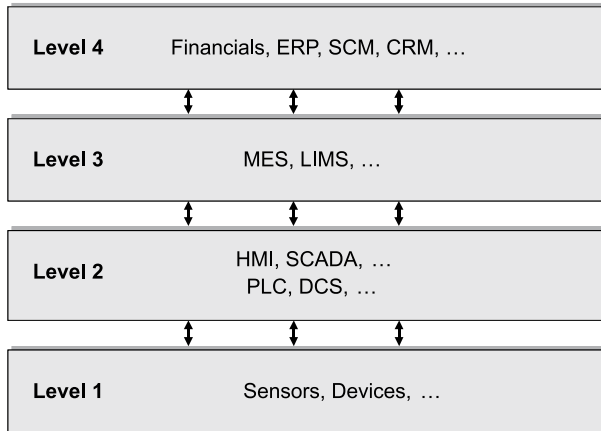 Level 4 Financials, ERP, SCM, CRM, …
Level 3 MES, LIMS, …
Level 2 HMI, SCADA, …
PLC, DCS, …
Level 1 Sensors, Devices, …